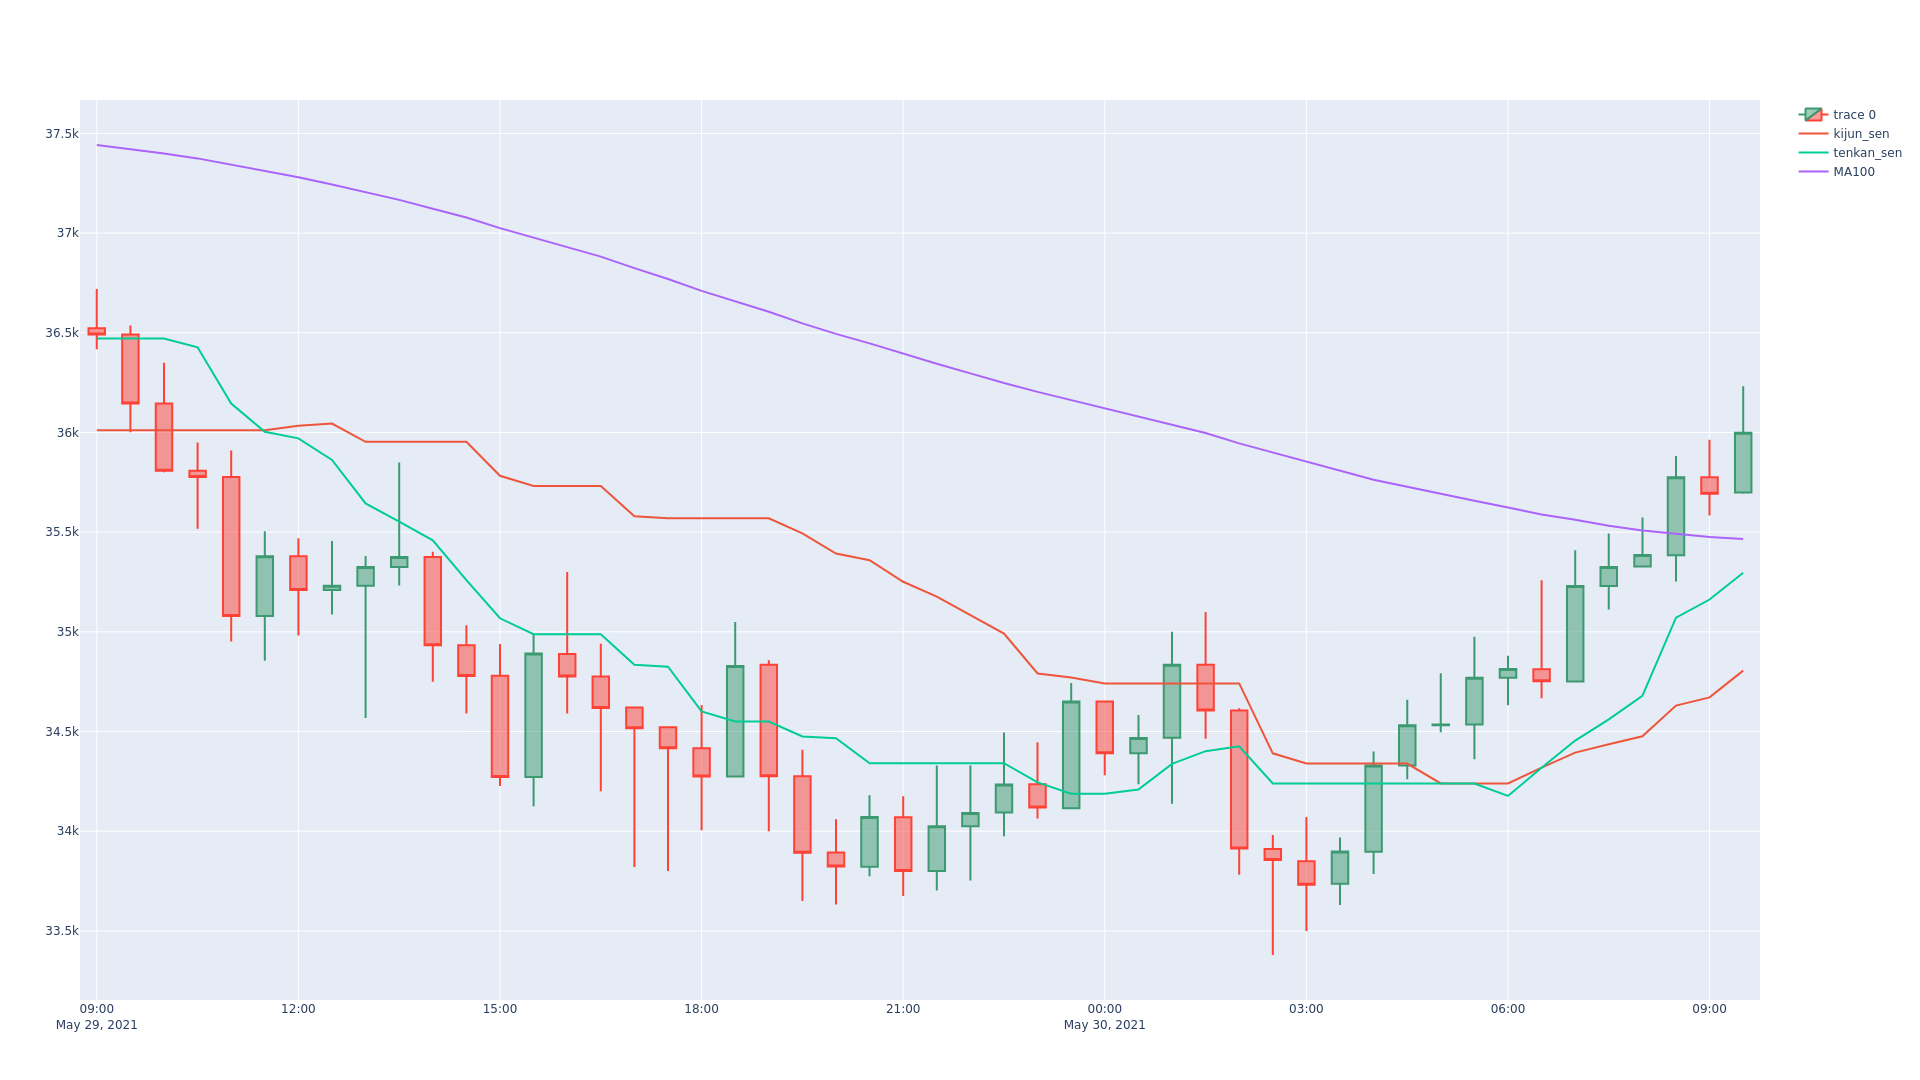 trace 0
kijun_sen
tenkan_sen
MA100
37.5k
37k
36.5k
36k
35.5k
35k
34.5k
34k
33.5k
09:00 12:00 15:00 18:00 21:00 00:00 03:00 06:00 09:00
May 29, 2021 May 30, 2021